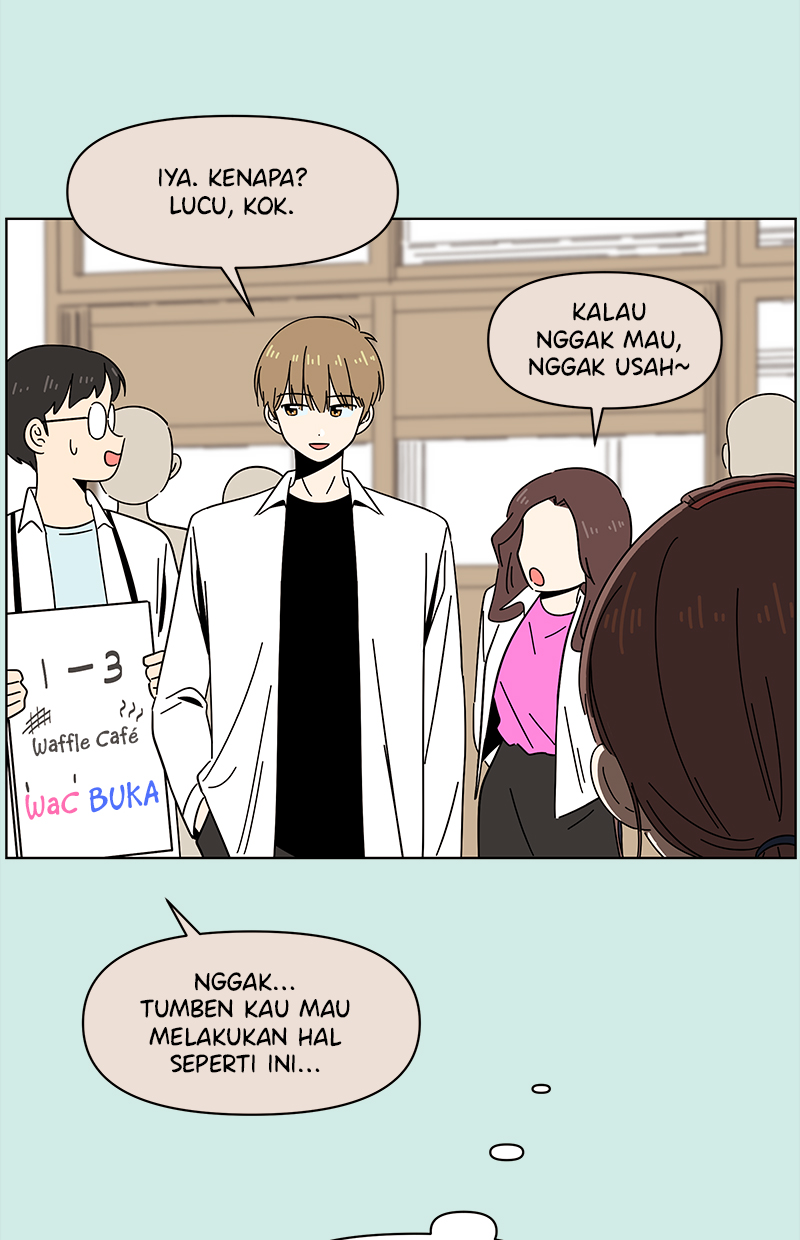 IYA. KENAPA?
LUCU, KOK.
KALAU
NGGAK MAU,
NGGAK USAH~
1-3
Waffle Café
WaC BUKA
NGGAK...
TUMBEN KAU MAU
MELAKUKAN HAL
SEPERTI INI...